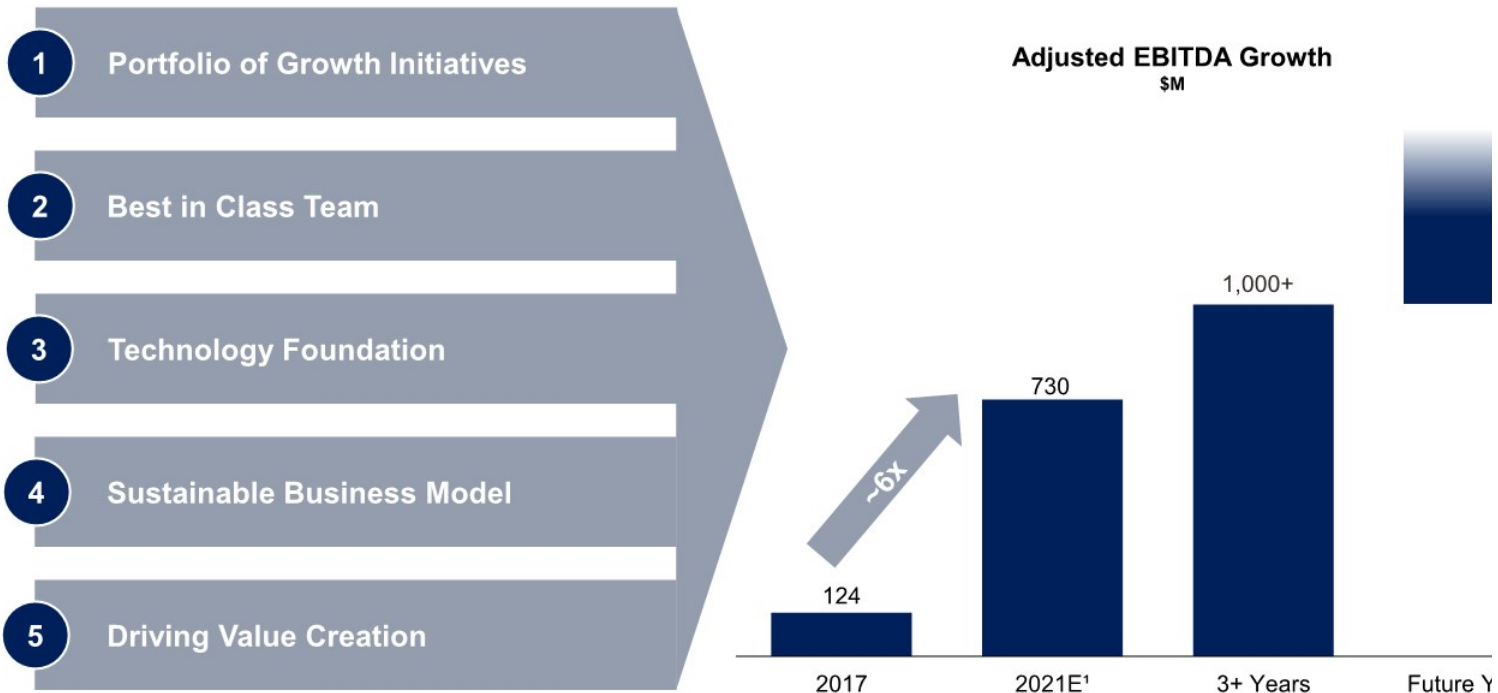 1 Portfolio of Growth Initiatives
2 Best in Class Team
3 Technology Foundation
4 Sustainable Business Model
5 Driving Value Creation
Adjusted EBITDA Growth
$M
1,000+
730
~6x
124
2017 2021E¹ 3+ Years Future Y